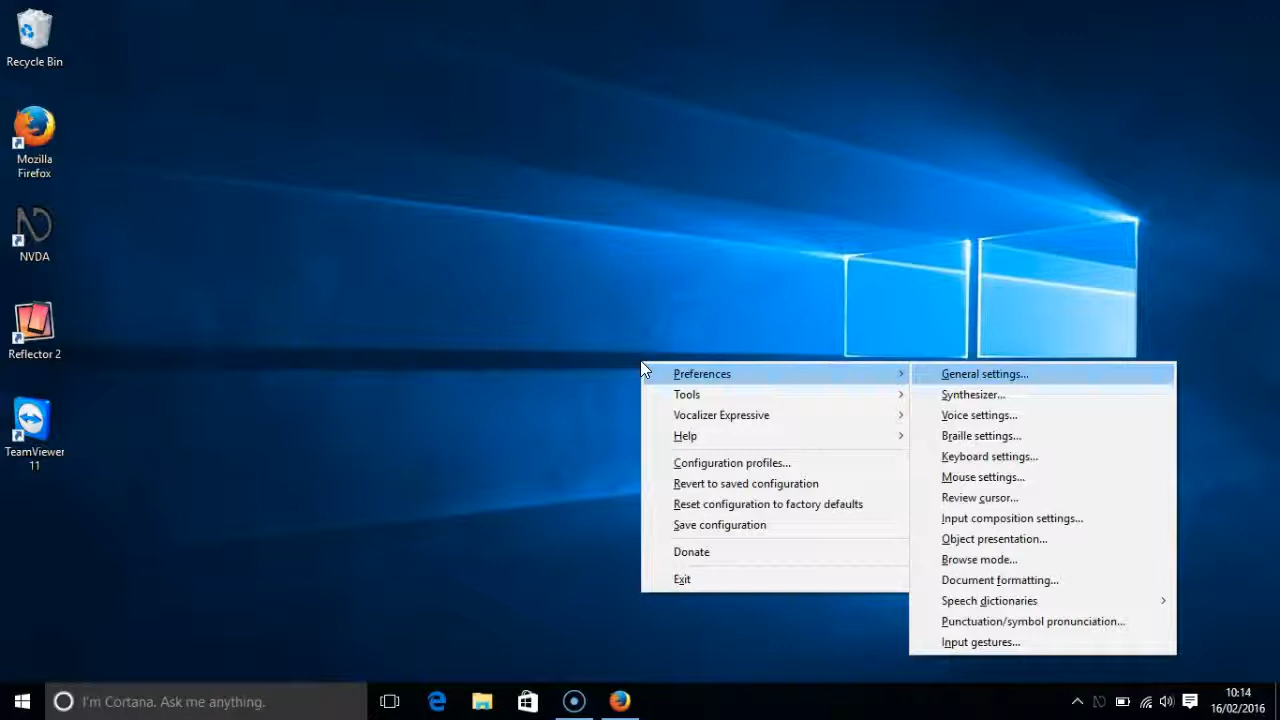 Recycle Bin
Mozilla
Firefox
NVDA
Reflector 2
TeamViewer
11
Preferences
Tools
Vocalizer Expressive
Help
Configuration profiles...
Revert to saved configuration
Reset configuration to factory defaults
Save configuration
Donate
Exit
General settings...
Synthesizer...
Voice settings...
Braille settings...
Keyboard settings...
Mouse settings...
Review cursor...
Input composition settings...
Object presentation...
Browse mode...
Document formatting...
Speech dictionaries
Punctuation/symbol pronunciation...
Input gestures...
I'm Cortana. Ask me anything.
10:14
16/02/2016